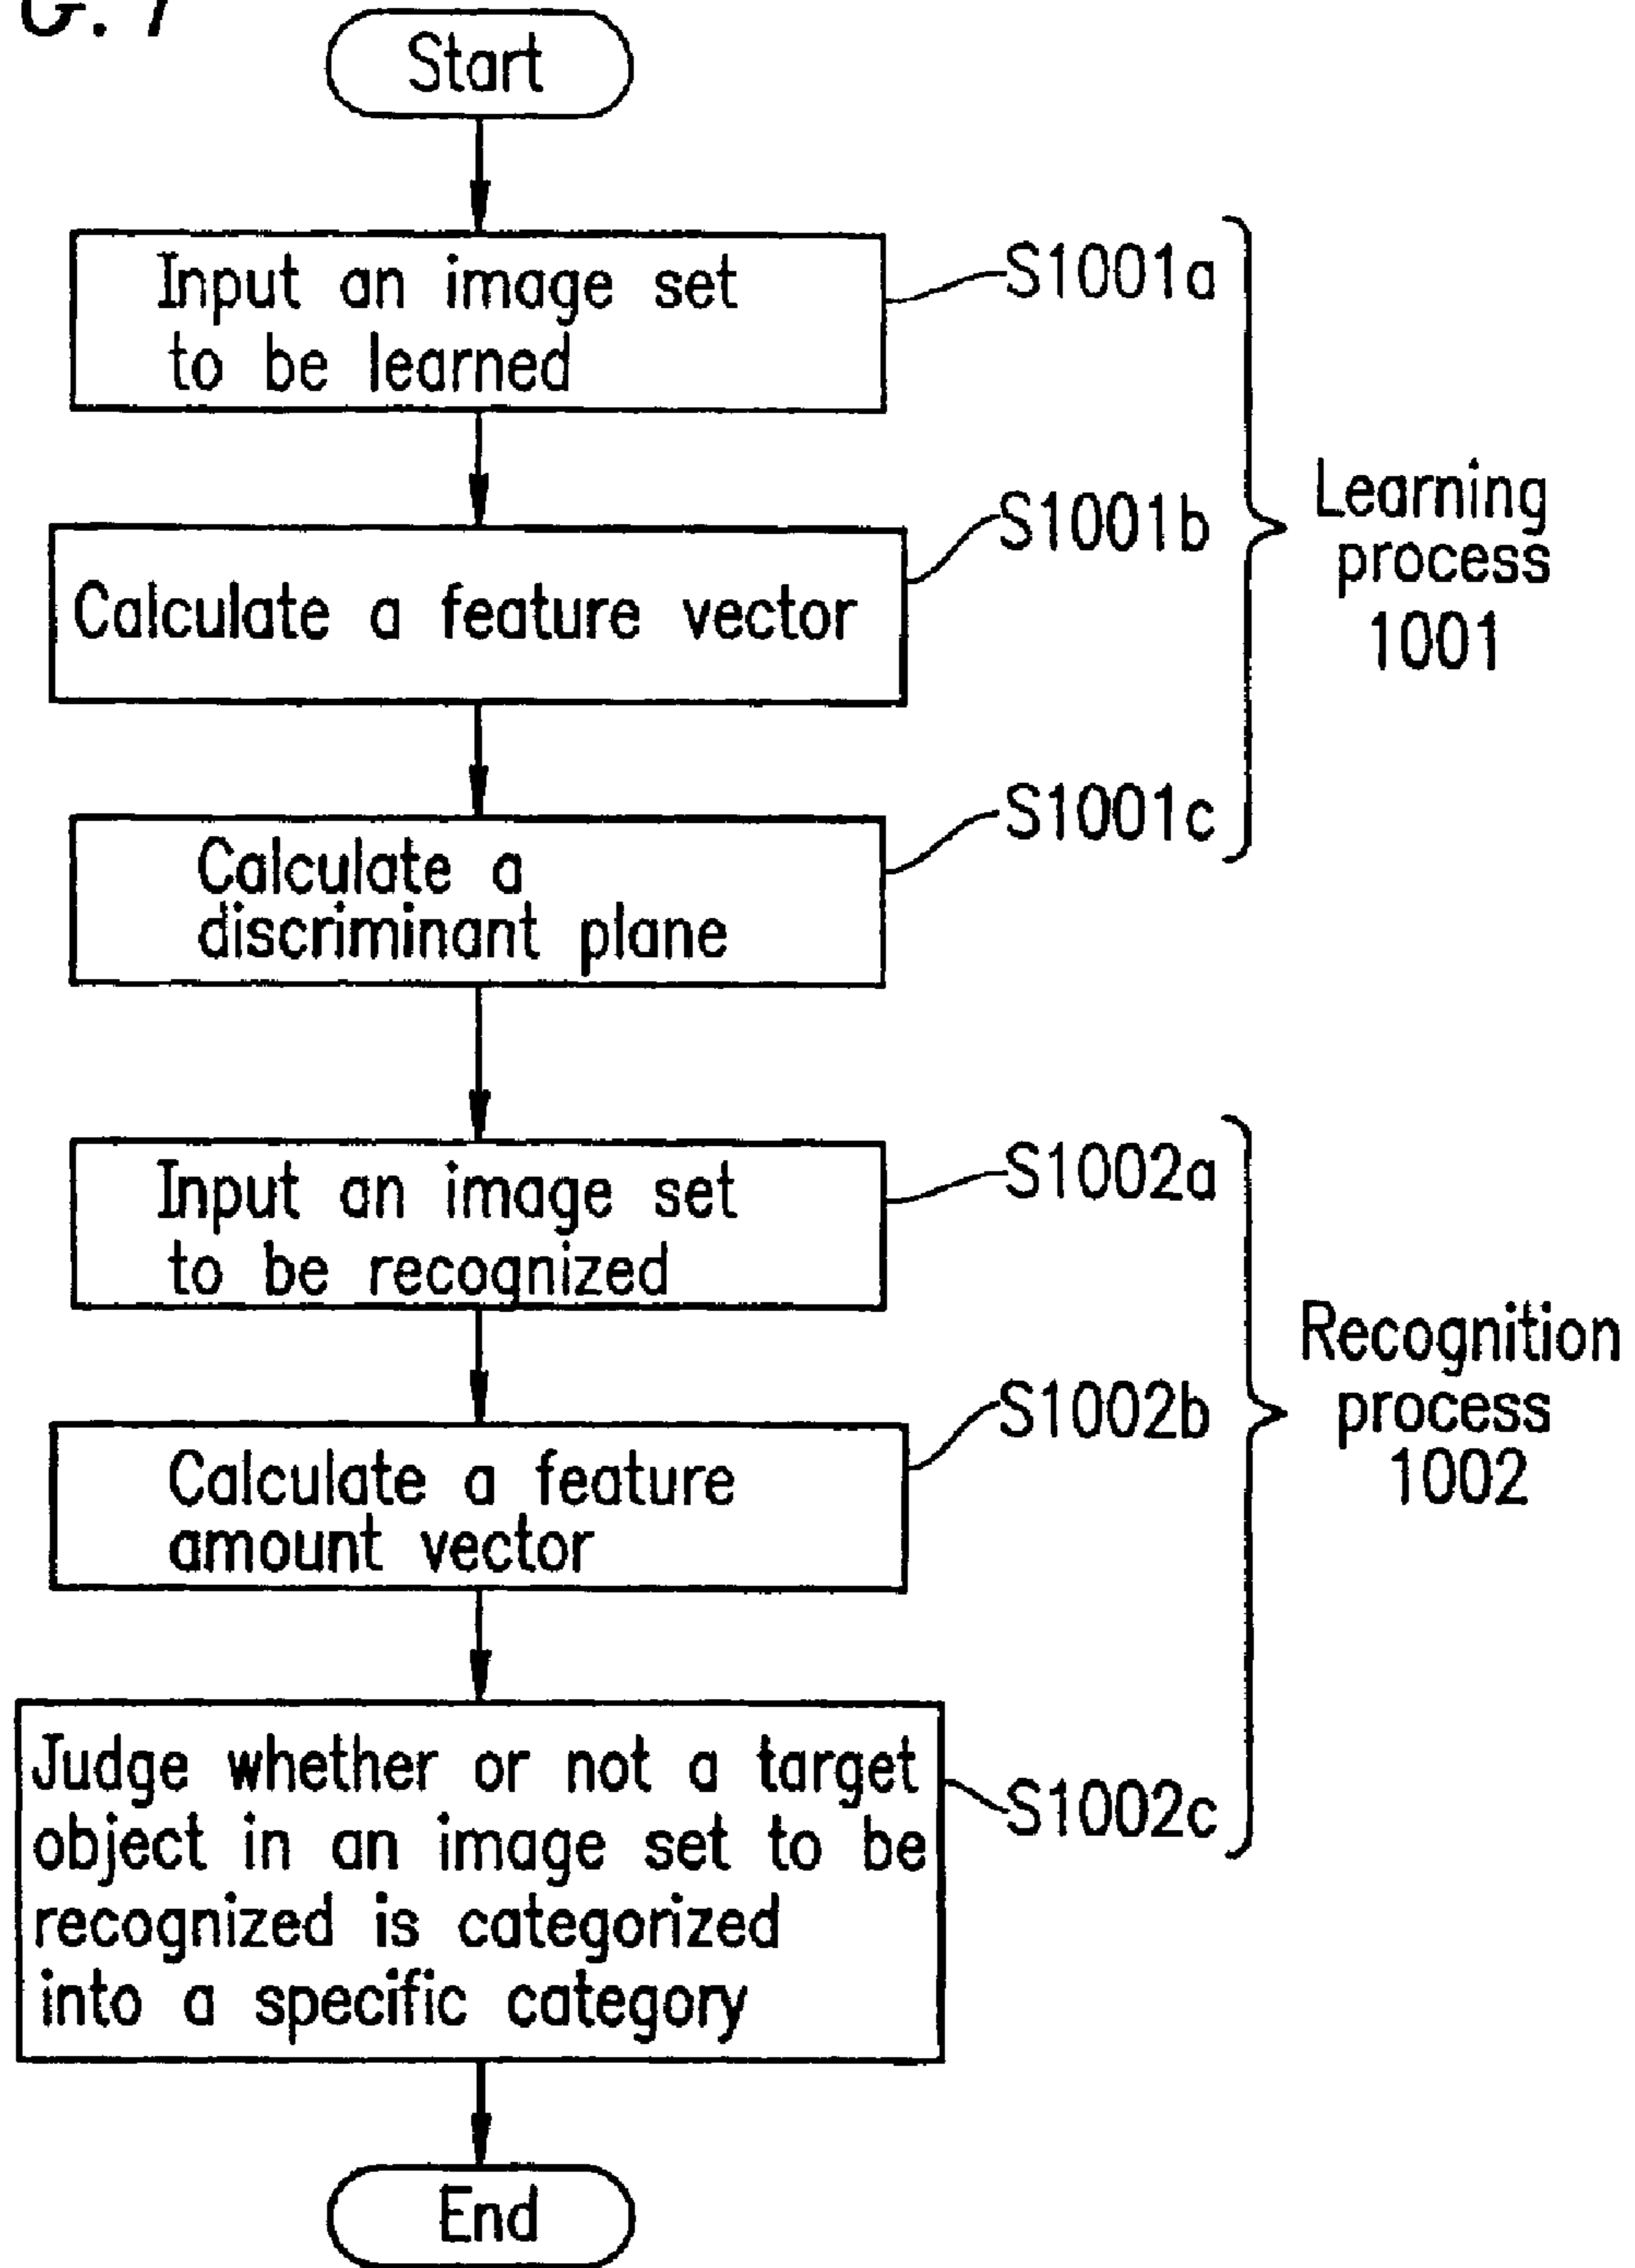 G. 1
Start
Input an image set
to be learned
S1001a
Calculate a feature vector
S1001b
Learning
process
1001
Calculate a
discriminant plane
S1001c
Input an image set
to be recognized
S1002a
Calculate a feature
amount vector
S1002b
Recognition
process
1002
Judge whether or not a target
object in an image set to be
recognized is categorized
into a specific category
S1002c
End